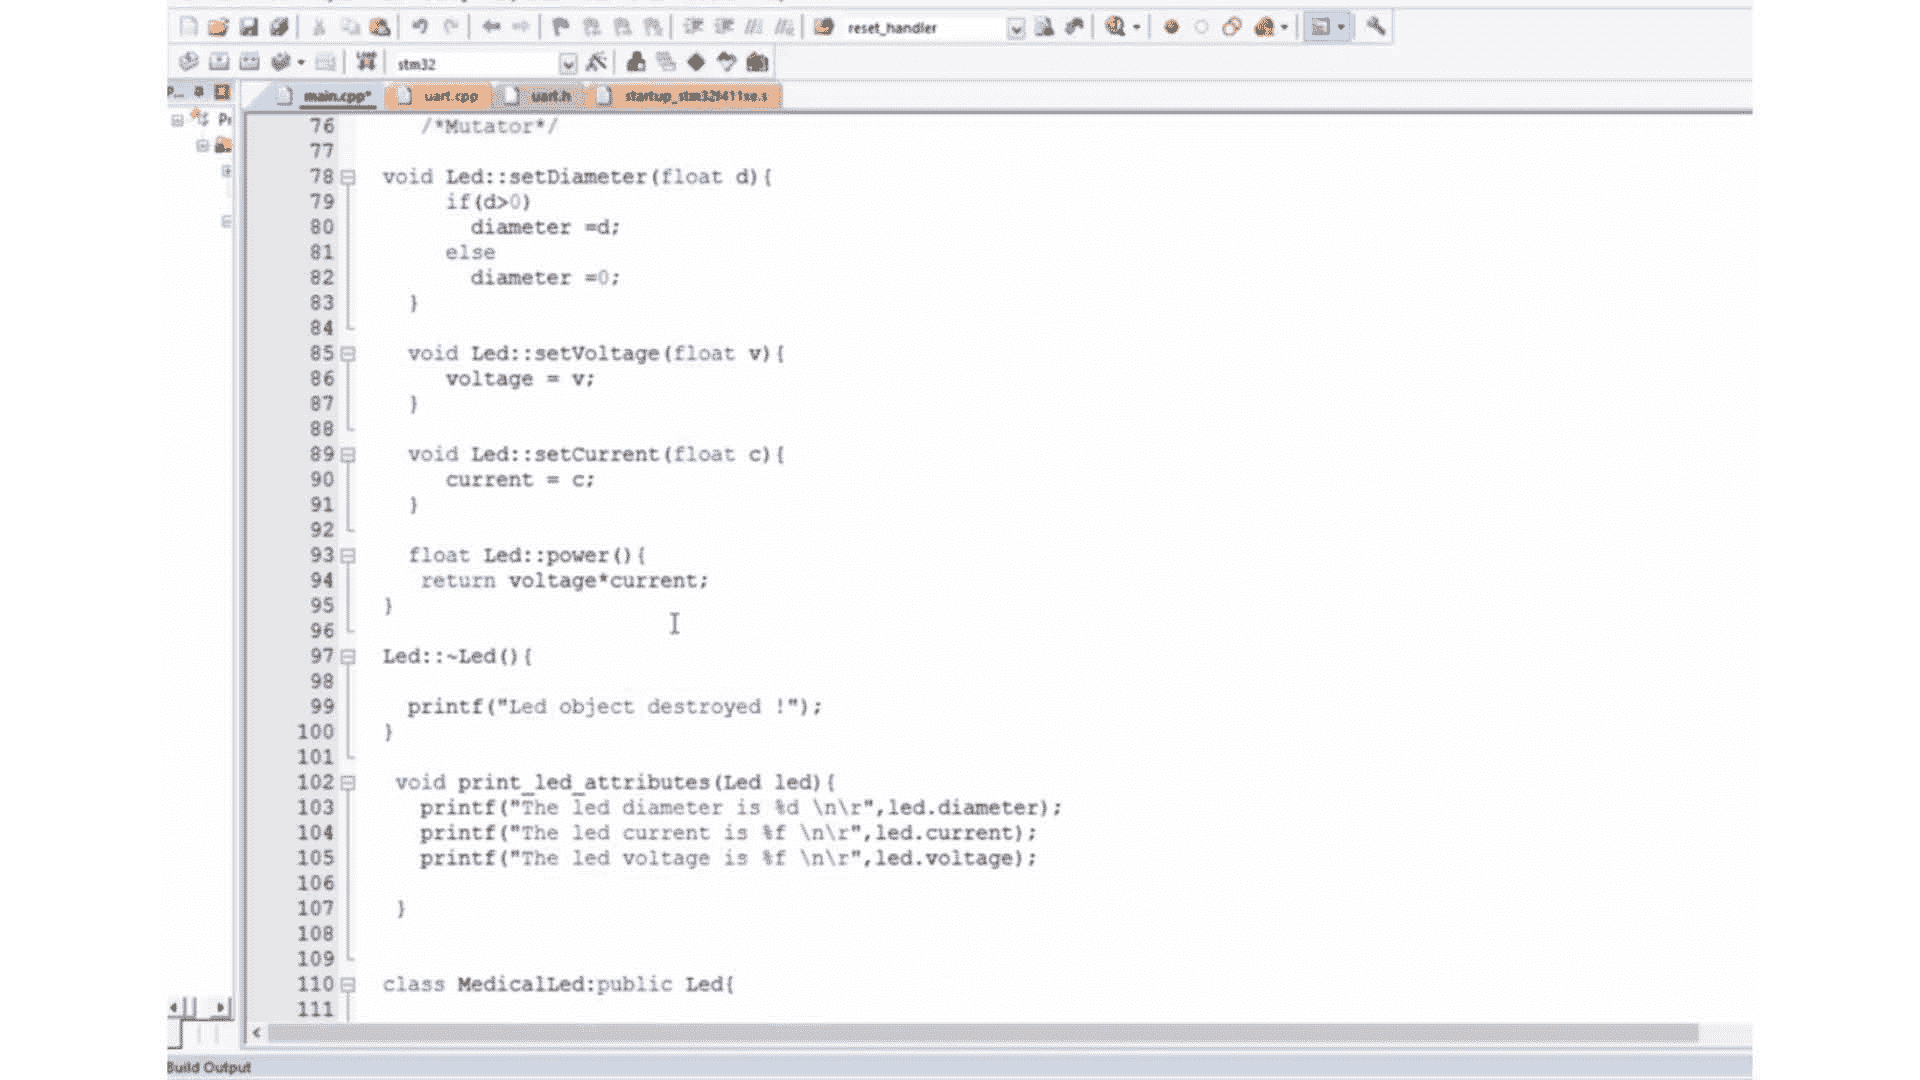 reset_handler
stm32
P...
main.cpp* uart.cpp uart.h startup_stm32f411xe.s
76 /*Mutator*/
77
78 void Led::setDiameter(float d){
79 if(d>0)
80 diameter =d;
81 else
82 diameter =0;
83 }
84
85 void Led::setVoltage(float v){
86 voltage = v;
87 }
88
89 void Led::setCurrent(float c){
90 current = c;
91 }
92
93 float Led::power(){
94 return voltage*current;
95 }
96
97 Led::~Led(){
98
99 printf("Led object destroyed !");
100 }
101
102 void print_led_attributes(Led led){
103 printf("The led diameter is %d \n\r",led.diameter);
104 printf("The led current is %f \n\r",led.current);
105 printf("The led voltage is %f \n\r",led.voltage);
106
107 }
108
109
110 class MedicalLed:public Led{
111
Build Output